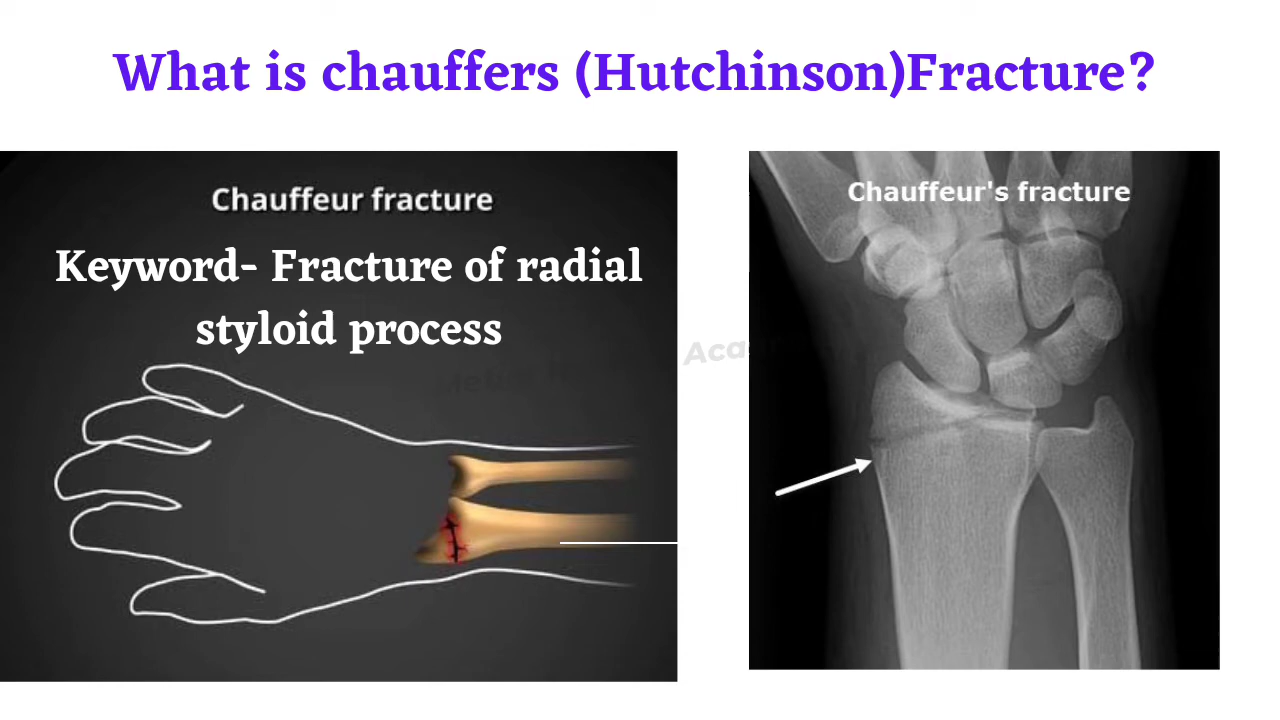 What is chauffers (Hutchinson)Fracture?
Chauffeur fracture
Keyword- Fracture of radial
styloid process
Chauffeur's fracture